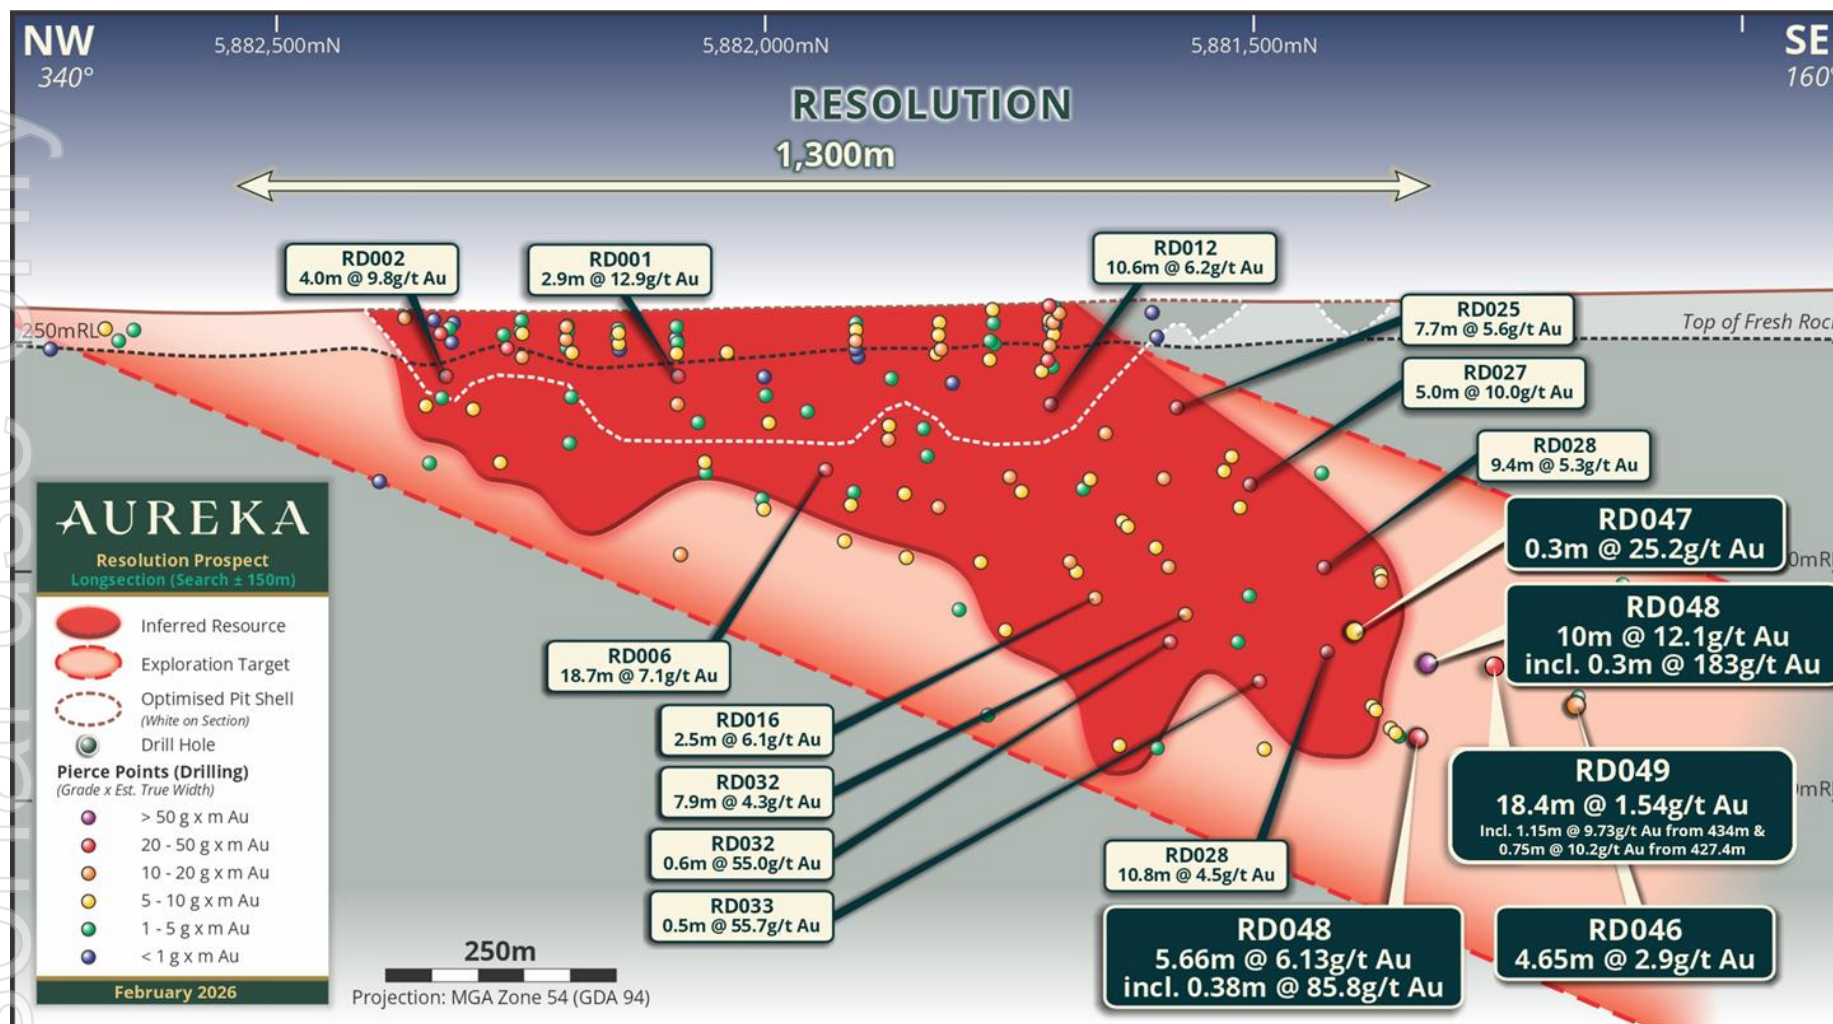 NW
340°
5,882,500mN
5,882,000mN
5,881,500mN
SE
160°
RESOLUTION
1,300m
RD002
4.0m @ 9.8g/t Au
RD001
2.9m @ 12.9g/t Au
RD012
10.6m @ 6.2g/t Au
RD025
7.7m @ 5.6g/t Au
250mRL
Top of Fresh Roc
RD027
5.0m @ 10.0g/t Au
RD028
9.4m @ 5.3g/t Au
RD047
0.3m @ 25.2g/t Au
0mR
RD048
10m @ 12.1g/t Au
incl. 0.3m @ 183g/t Au
RD006
18.7m @ 7.1g/t Au
RD016
2.5m @ 6.1g/t Au
RD032
7.9m @ 4.3g/t Au
RD032
0.6m @ 55.0g/t Au
RD033
0.5m @ 55.7g/t Au
RD049
18.4m @ 1.54g/t Au
Incl. 1.15m @ 9.73g/t Au from 434m &
0.75m @ 10.2g/t Au from 427.4m
mR
RD028
10.8m @ 4.5g/t Au
RD048
5.66m @ 6.13g/t Au
incl. 0.38m @ 85.8g/t Au
RD046
4.65m @ 2.9g/t Au
AUREKA
Resolution Prospect
Longsection (Search ± 150m)
Inferred Resource
Exploration Target
Optimised Pit Shell
(White on Section)
Drill Hole
Pierce Points (Drilling)
(Grade x Est. True Width)
> 50 g x m Au
20 - 50 g x m Au
10 - 20 g x m Au
5 - 10 g x m Au
1 - 5 g x m Au
< 1 g x m Au
February 2026
250m
Projection: MGA Zone 54 (GDA 94)